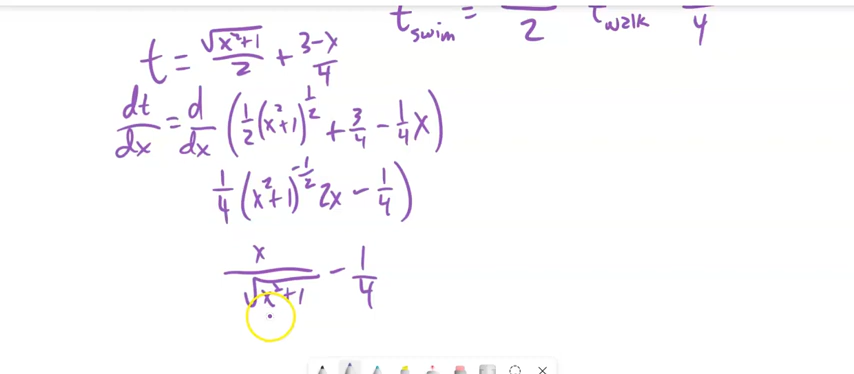 t_swim = /2 t_walk /4
t = √(x²+1)/2 + (3-x)/4
dt/dx = d/dx (1/2(x²+1)^(1/2) + 3/4 - 1/4 x)
1/4(x²+1)^(-1/2) 2x - 1/4)
x/√(x²+1) - 1/4